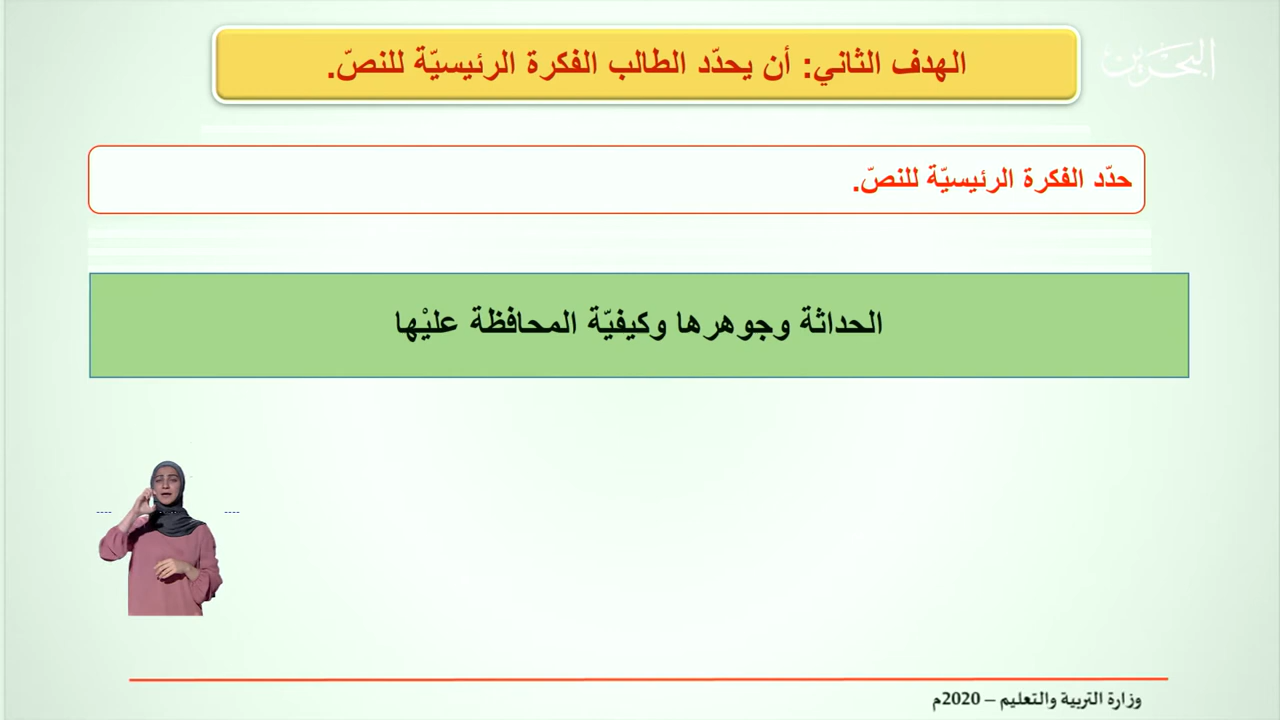 البحرين
الهدف الثاني: أن يحدّد الطالب الفكرة الرئيسيّة للنصّ.
حدّد الفكرة الرئيسيّة للنصّ.
الحداثة وجوهرها وكيفيّة المحافظة عليْها
وزارة التربية والتعليم – 2020م